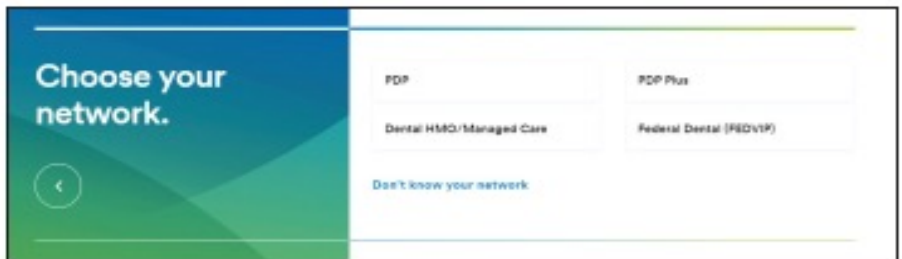 Choose your
network.
PDP
PDP Plus
Dental HMO/Managed Care
Federal Dental (FEDVIP)
Don't know your network